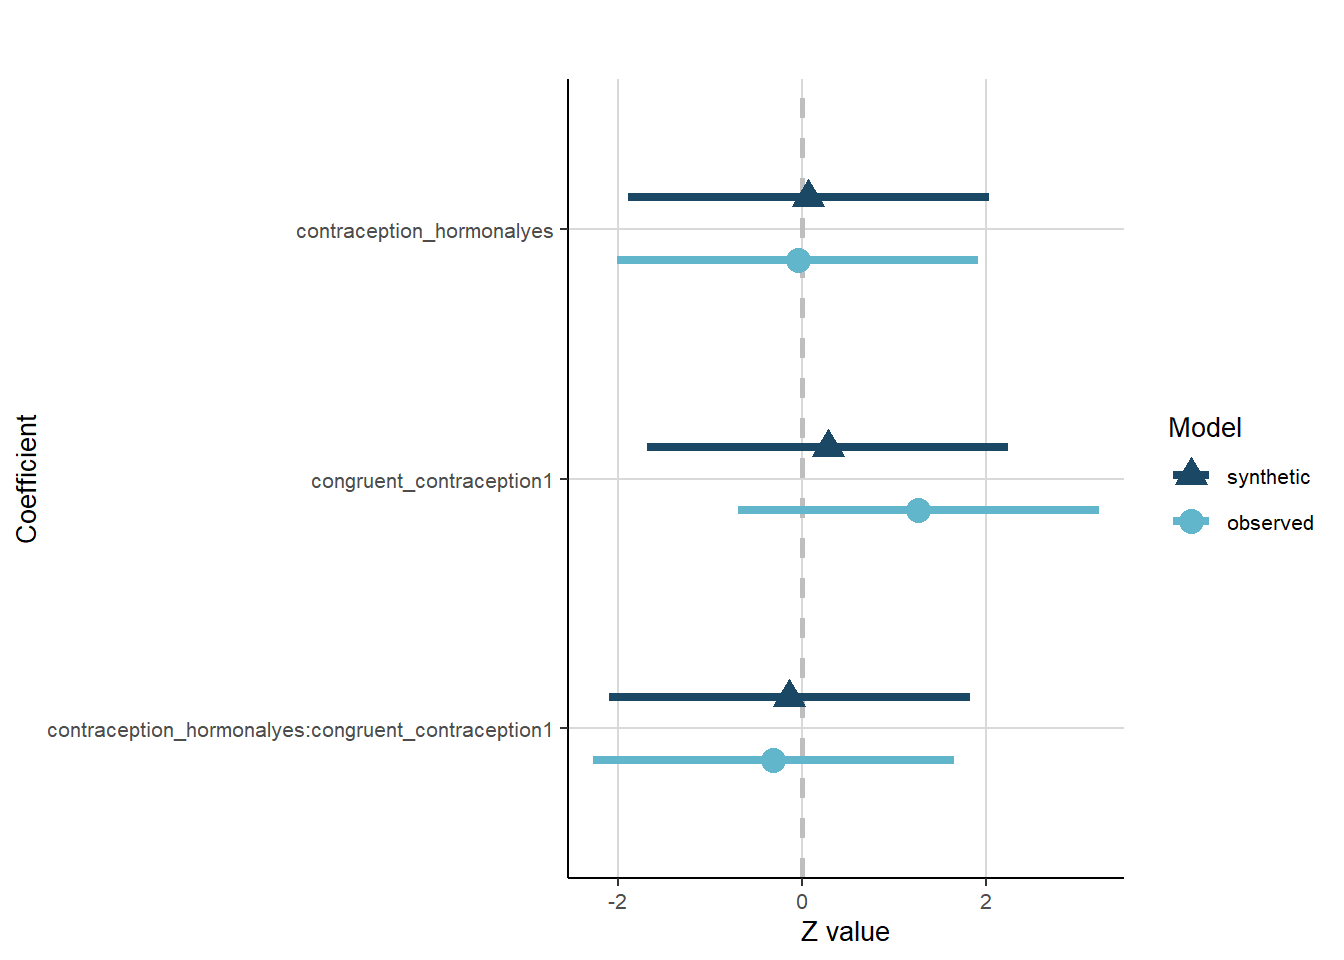 contraception_hormonalyes
congruent_contraception1
contraception_hormonalyes:congruent_contraception1
Coefficient
-2
0
2
Z value
Model
synthetic
observed